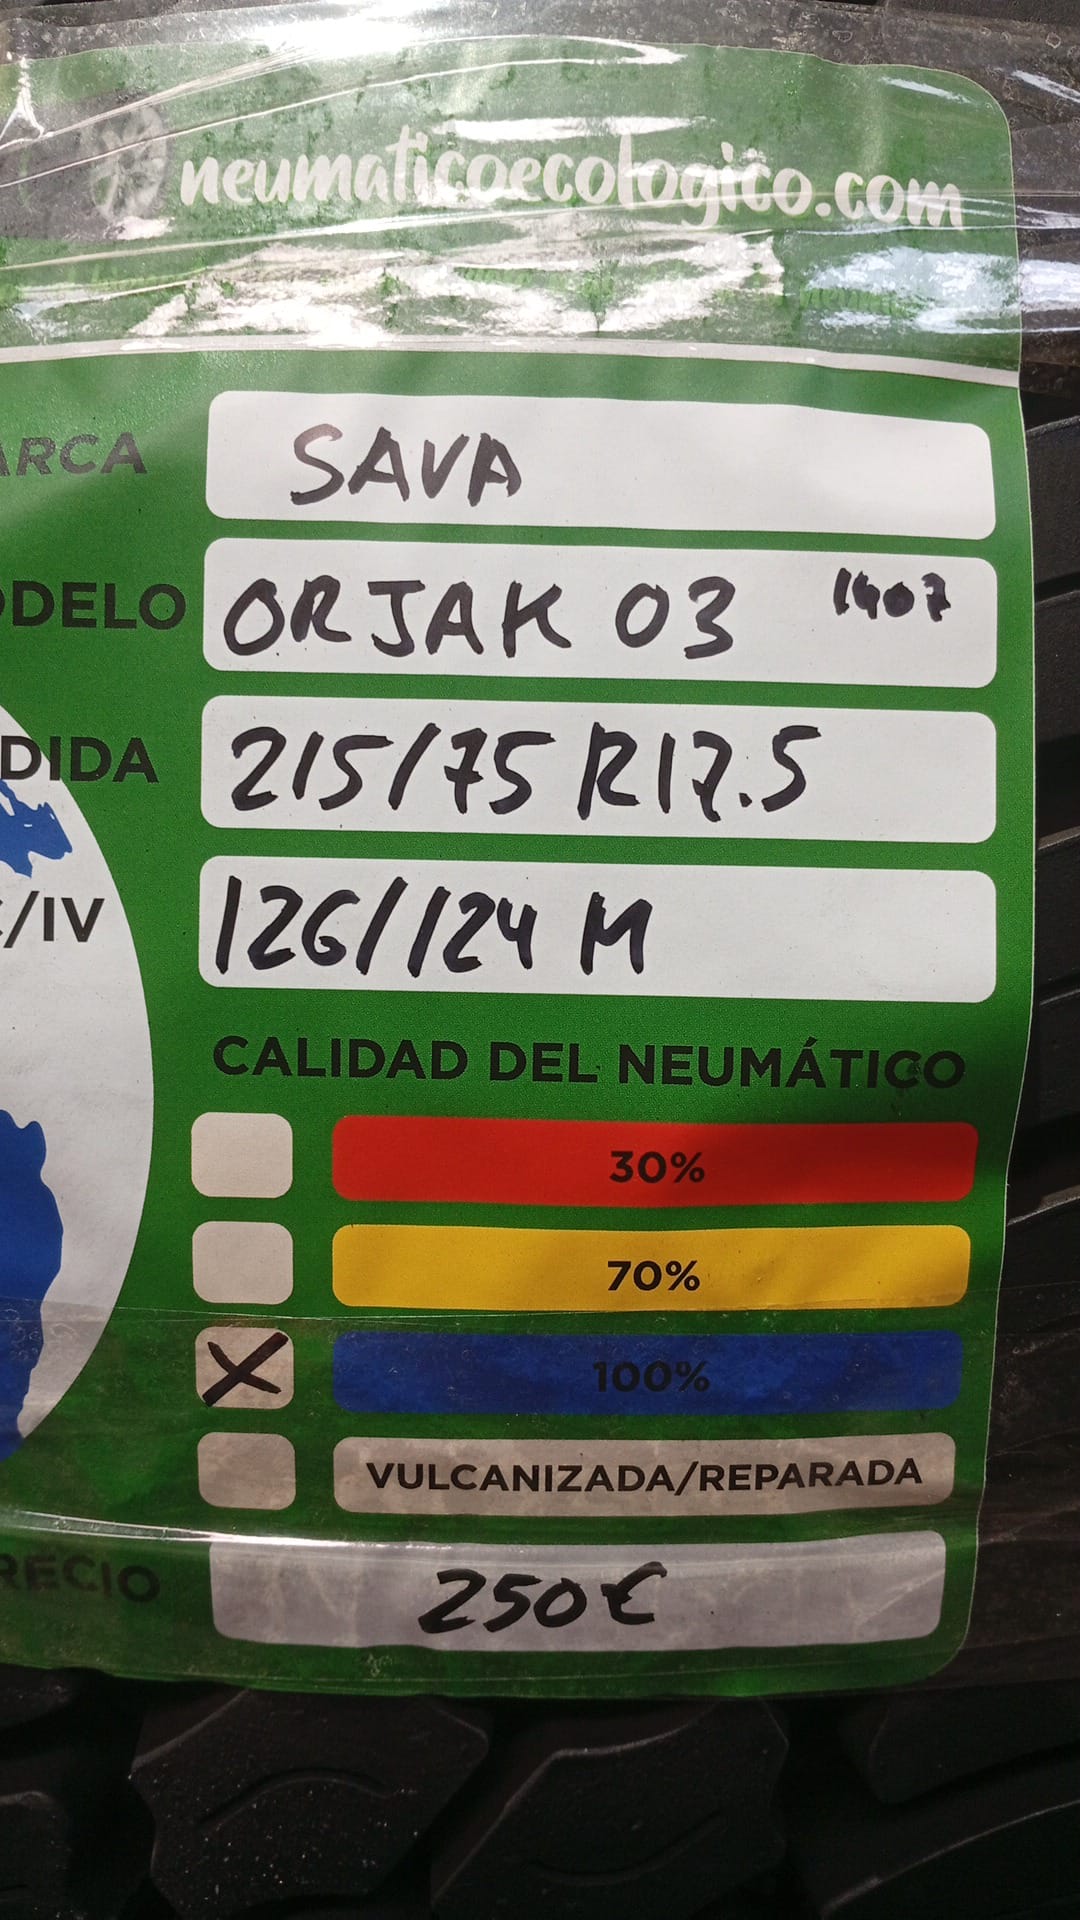 neumaticoecologico.com
ARCA SAVA
ODELO ORJAK 03 1407
DIDA 215/75 R17.5
/IV 126/124 M
CALIDAD DEL NEUMÁTICO
30%
70%
X 100%
VULCANIZADA/REPARADA
RECIO 250€